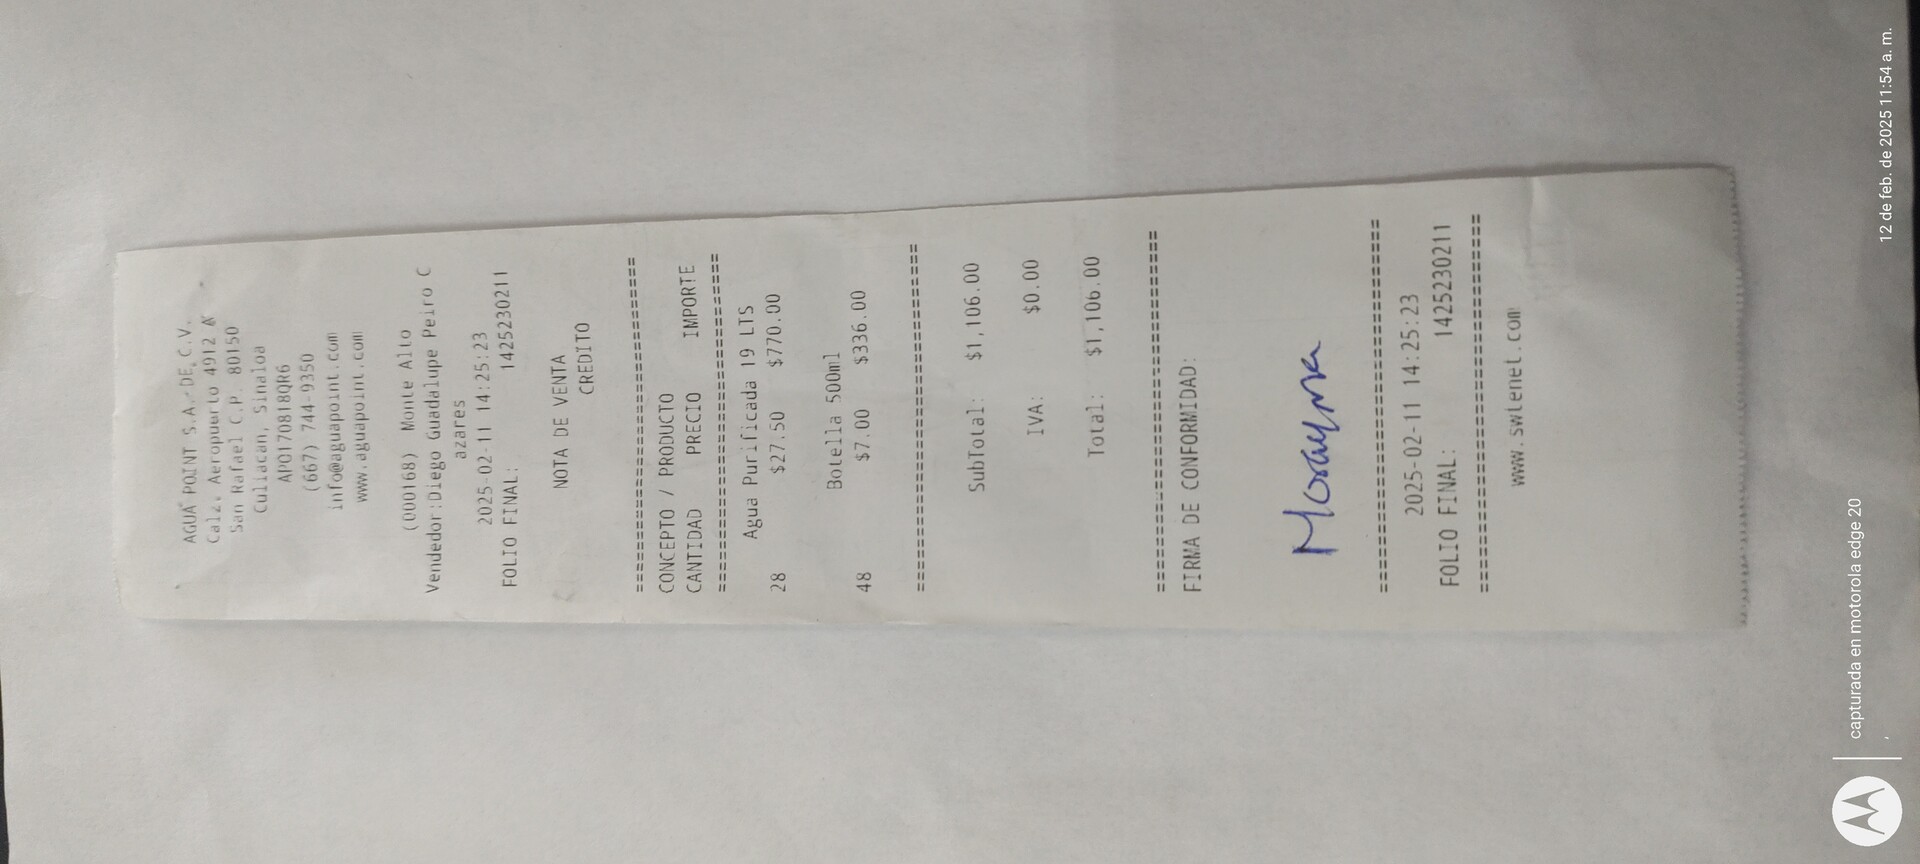 AGUA POINT S.A. DE C.V.
Calz. Aeropuerto 4912 A
San Rafael C.P. 80150
Culiacan, Sinaloa
APO170818QR6
(667) 744-9350
info@aguapoint.com
www.aguapoint.com
(000168) Monte Alto
Vendedor:Diego Guadalupe Peiro C
azares
2025-02-11 14:25:23
FOLIO FINAL: 1425230211
NOTA DE VENTA
CREDITO
================================
CONCEPTO / PRODUCTO
CANTIDAD PRECIO IMPORTE
================================
Agua Purificada 19 LTS
28 $27.50 $770.00
Botella 500ml
48 $7.00 $336.00
================================
SubTotal: $1,106.00
IVA: $0.00
Total: $1,106.00
================================
FIRMA DE CONFORMIDAD:
================================
2025-02-11 14:25:23
FOLIO FINAL: 1425230211
================================
www.swtenet.com
capturada en motorola edge 20
12 de feb. de 2025 11:54 a. m.